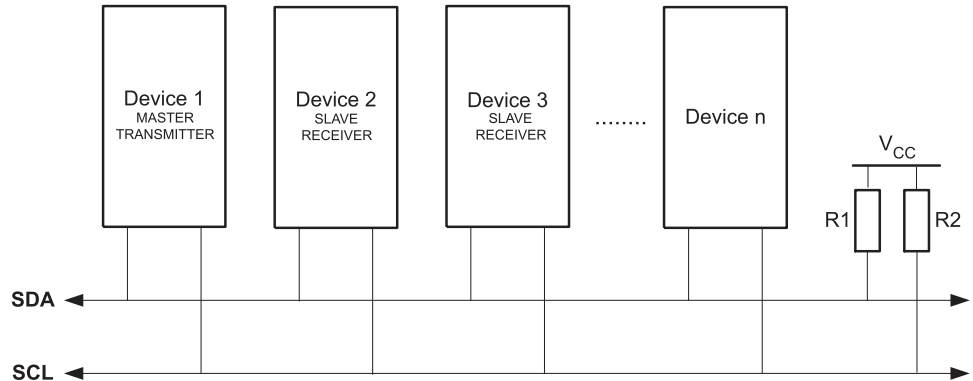 Device 1
MASTER
TRANSMITTER
Device 2
SLAVE
RECEIVER
Device 3
SLAVE
RECEIVER
........
Device n
VCC
R1
R2
SDA
SCL